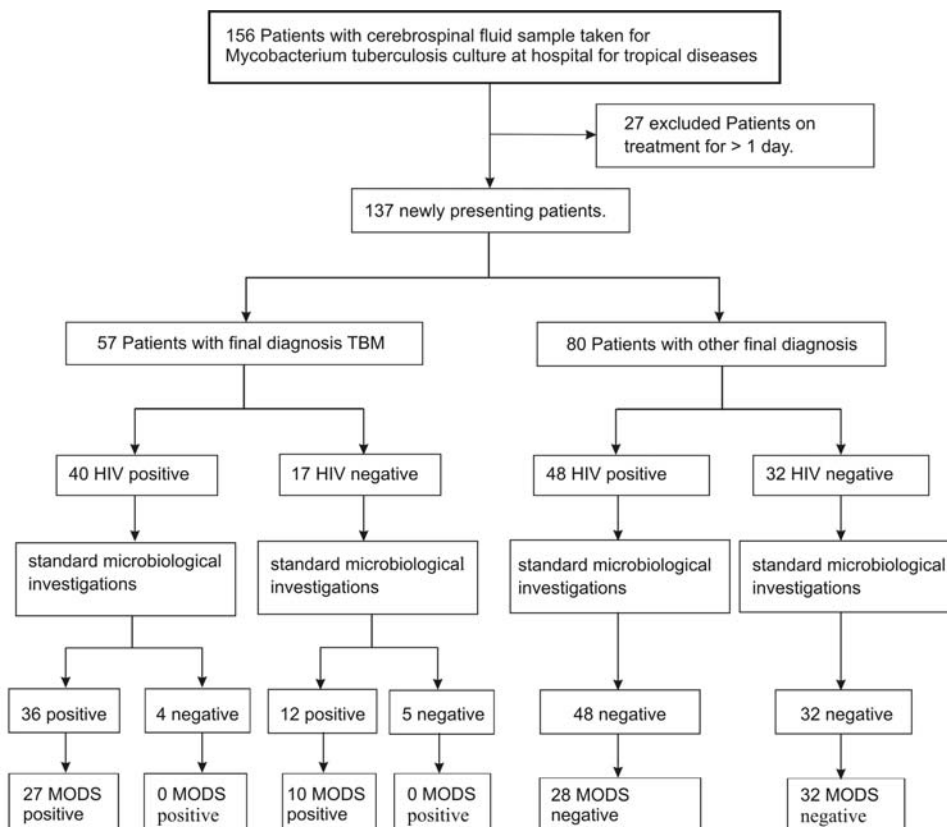 156 Patients with cerebrospinal fluid sample taken for
Mycobacterium tuberculosis culture at hospital for tropical diseases
27 excluded Patients on
treatment for > 1 day.
137 newly presenting patients.
57 Patients with final diagnosis TBM
80 Patients with other final diagnosis
40 HIV positive
17 HIV negative
48 HIV positive
32 HIV negative
standard microbiological
investigations
standard microbiological
investigations
standard microbiological
investigations
standard microbiological
investigations
36 positive
4 negative
12 positive
5 negative
48 negative
32 negative
27 MODS
positive
0 MODS
positive
10 MODS
positive
0 MODS
positive
28 MODS
negative
32 MODS
negative